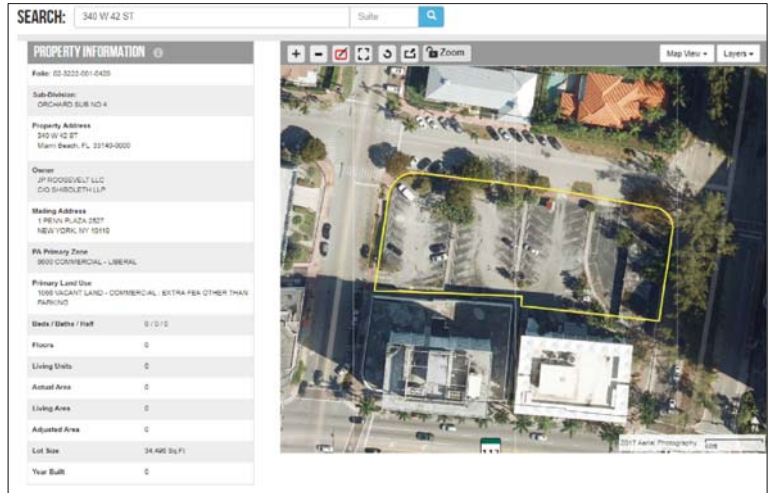 SEARCH: 340 W 42 ST Suite
PROPERTY INFORMATION
Zoom Map View Layers
Folio: 02-3222-001-0420
Sub-Division:
ORCHARD SUB NO 4
Property Address
340 W 42 ST
Miami Beach, FL 33140-0000
Owner
JP ROOSEVELT LLC
C/O SHIBOLETH LLP
Mailing Address
1 PENN PLAZA 2527
NEW YORK, NY 10119
PA Primary Zone
6600 COMMERCIAL - LIBERAL
Primary Land Use
1066 VACANT LAND - COMMERCIAL : EXTRA FEA OTHER THAN
PARKING
Beds / Baths / Half 0 / 0 / 0
Floors 0
Living Units 0
Actual Area 0
Living Area 0
Adjusted Area 0
Lot Size 34,496 Sq.Ft
Year Built 0
2017 Aerial Photography
112